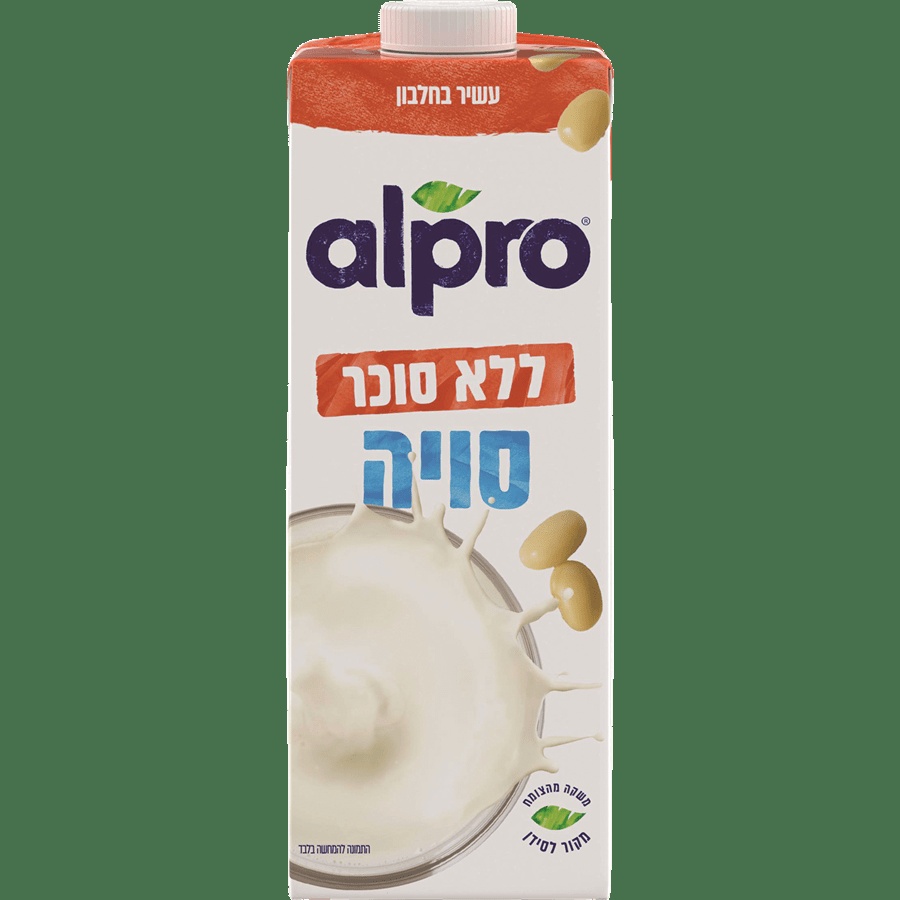 עשיר בחלבון
alpro®
ללא סוכר
סויה
משקה מהצומח
מקור לסידן
התמונה להמחשה בלבד